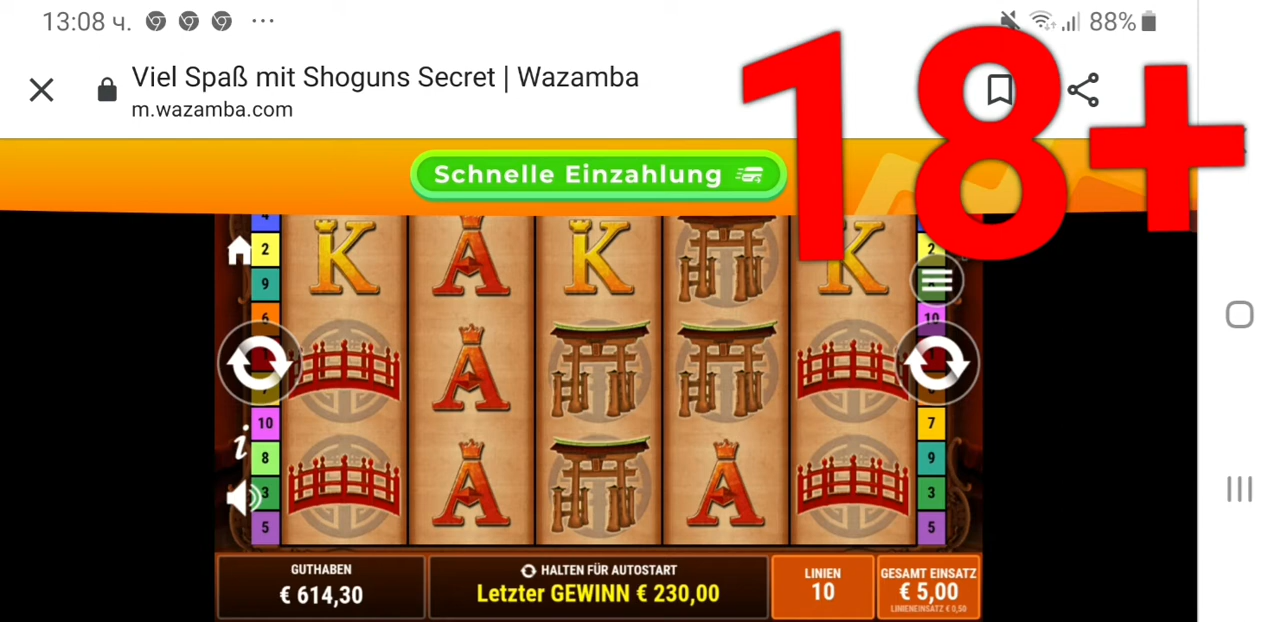 13:08 ч.
88%
18+
Viel Spaß mit Shoguns Secret | Wazamba
m.wazamba.com
Schnelle Einzahlung
K A K K
A
A A
2
9
6
10
8
3
5
2
10
7
9
3
5
GUTHABEN
€ 614,30
HALTEN FÜR AUTOSTART
Letzter GEWINN € 230,00
LINIEN
10
GESAMT EINSATZ
€ 5,00
LINIENEINSATZ € 0,50